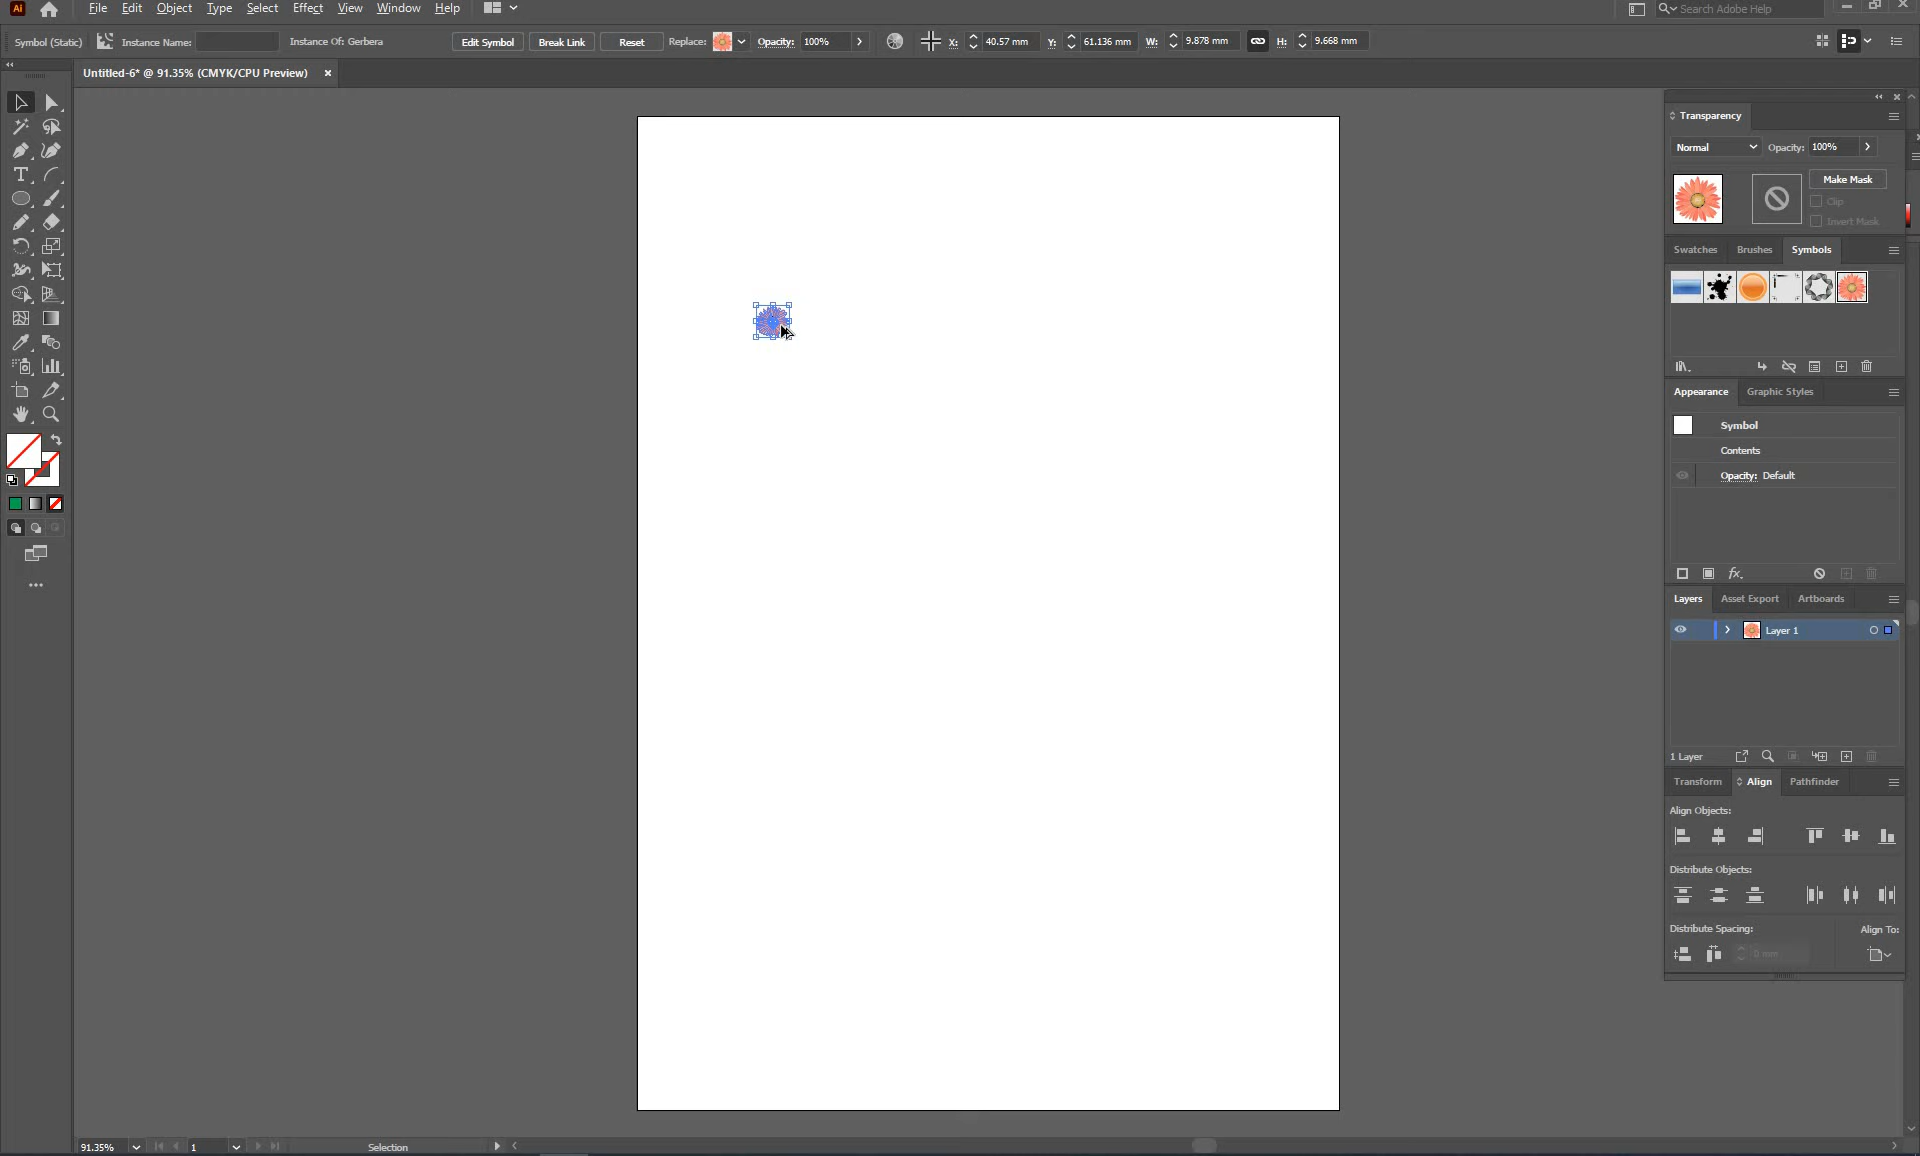 Ai File Edit Object Type Select Effect View Window Help Search Adobe Help
Symbol (Static) Instance Name: Instance Of: Gerbera Edit Symbol Break Link Reset Replace: Opacity: 100% X: 40.57 mm Y: 61.136 mm W: 9.878 mm H: 9.668 mm
Untitled-6* @ 91.35% (CMYK/CPU Preview) ×
Transparency
Normal Opacity: 100%
Make Mask
Clip
Invert Mask
Swatches Brushes Symbols
Appearance Graphic Styles
Symbol
Contents
Opacity: Default
fx.
Layers Asset Export Artboards
Layer 1
1 Layer
Transform Align Pathfinder
Align Objects:
Distribute Objects:
Distribute Spacing: Align To:
0 mm
91.35% 1 Selection